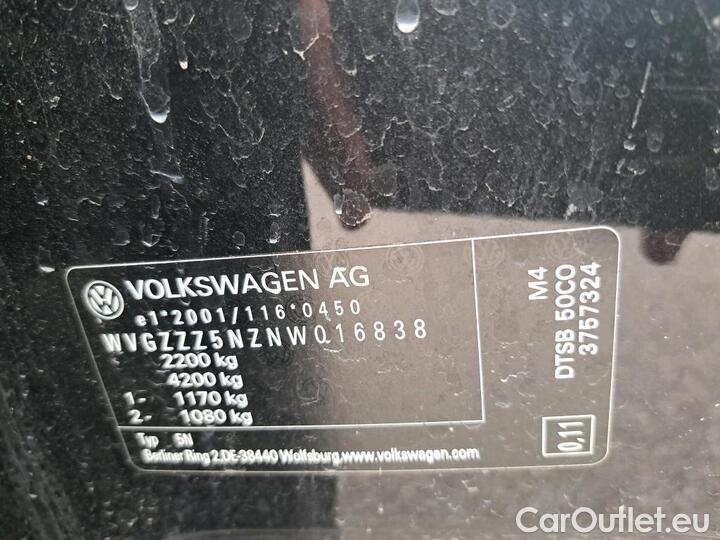 VOLKSWAGEN AG
e1*2001/116*0450
WVGZZZ5NZNW016838
2200 kg
4200 kg
1- 1170 kg
2- 1080 kg
Typ 5N
Berliner Ring 2,DE-38440 Wolfsburg,www.volkswagen.com
M4
DTSB 50CO
3757324
0,11
CarOutlet.eu